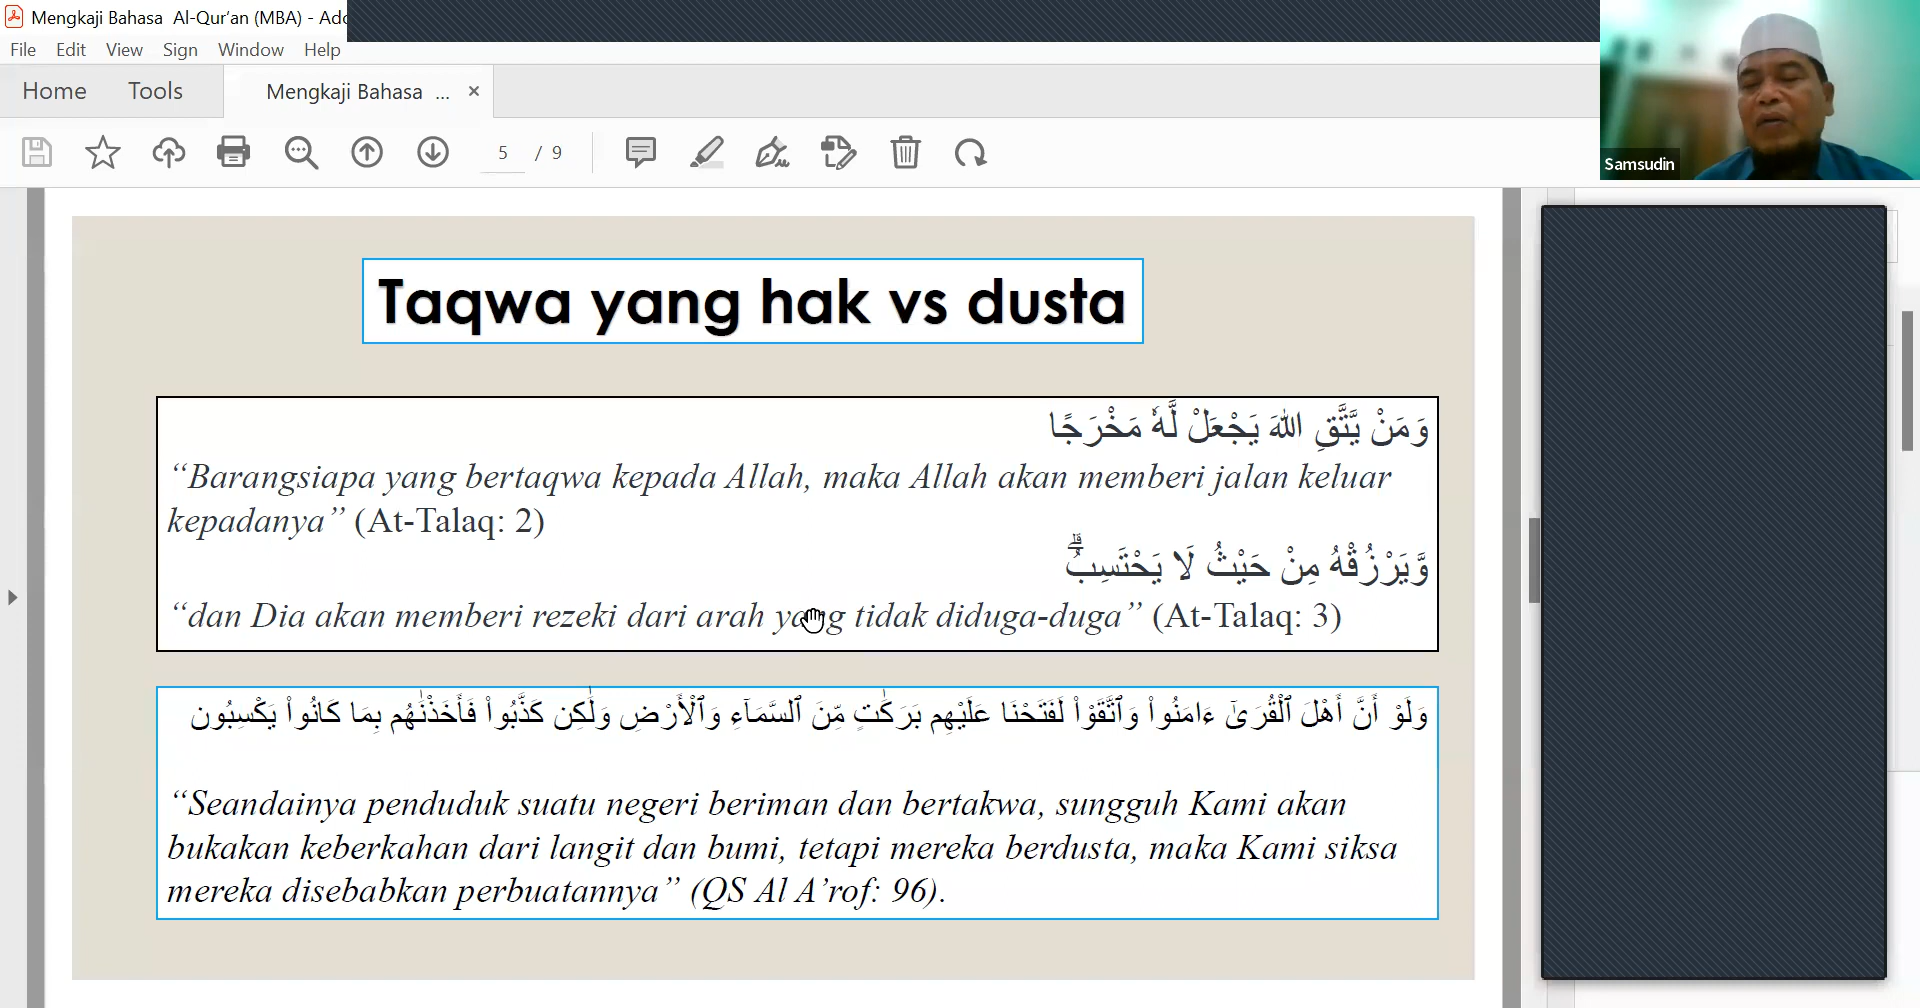 Mengkaji Bahasa Al-Qur’an (MBA) - Ado
File Edit View Sign Window Help
Home Tools Mengkaji Bahasa ... ×
5 / 9
Samsudin
Taqwa yang hak vs dusta
وَمَنْ يَّتَّقِ اللّٰهَ يَجْعَلْ لَّهٗ مَخْرَجًا
“Barangsiapa yang bertaqwa kepada Allah, maka Allah akan memberi jalan keluar
kepadanya” (At-Talaq: 2)
وَّيَرْزُقْهُ مِنْ حَيْثُ لَا يَحْتَسِبُۗ
“dan Dia akan memberi rezeki dari arah yang tidak diduga-duga” (At-Talaq: 3)
وَلَوْ أَنَّ أَهْلَ ٱلْقُرَىٰٓ ءَامَنُوا۟ وَٱتَّقَوْا۟ لَفَتَحْنَا عَلَيْهِم بَرَكَٰتٍ مِّنَ ٱلسَّمَآءِ وَٱلْأَرْضِ وَلَٰكِن كَذَّبُوا۟ فَأَخَذْنَٰهُم بِمَا كَانُوا۟ يَكْسِبُون
“Seandainya penduduk suatu negeri beriman dan bertakwa, sungguh Kami akan
bukakan keberkahan dari langit dan bumi, tetapi mereka berdusta, maka Kami siksa
mereka disebabkan perbuatannya” (QS Al A’rof: 96).